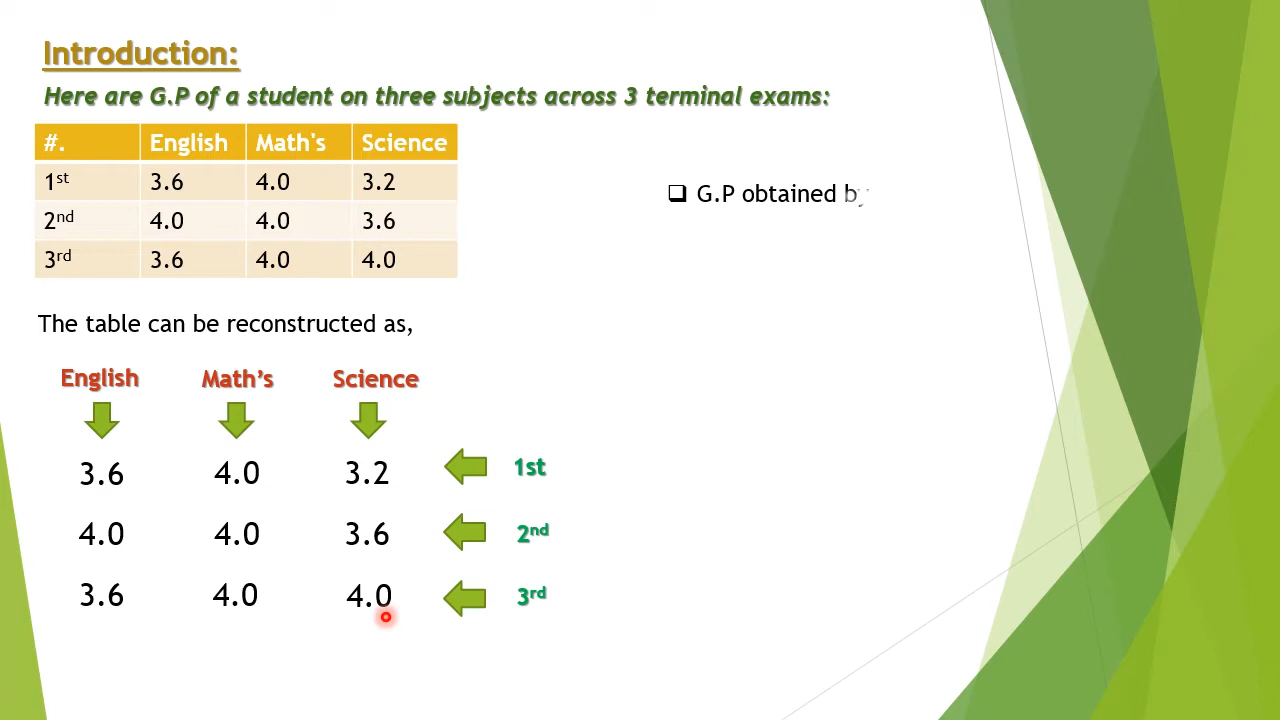 Introduction:
Here are G.P of a student on three subjects across 3 terminal exams:
#. English Math's Science
1st 3.6 4.0 3.2
2nd 4.0 4.0 3.6
3rd 3.6 4.0 4.0
❑ G.P obtained by
The table can be reconstructed as,
English Math’s Science
3.6 4.0 3.2 1st
4.0 4.0 3.6 2nd
3.6 4.0 4.0 3rd